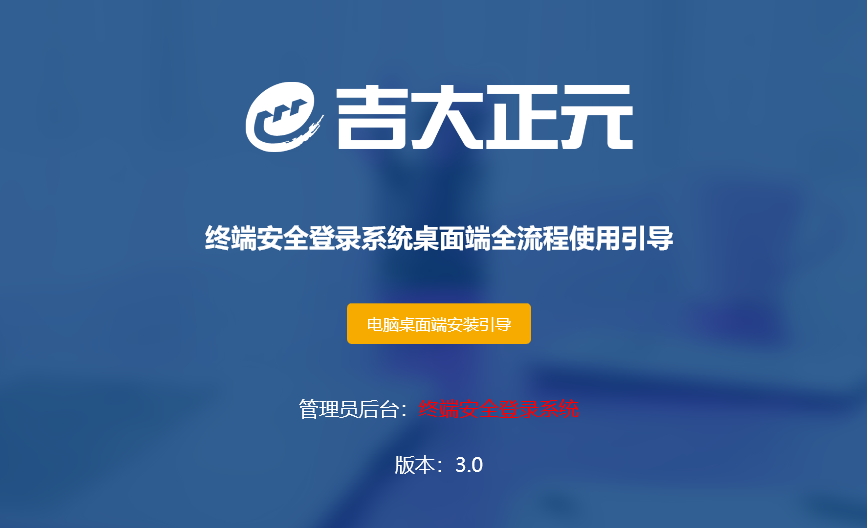 吉大正元
终端安全登录系统桌面端全流程使用引导
电脑桌面端安装引导
管理员后台：终端安全登录系统
版本：3.0